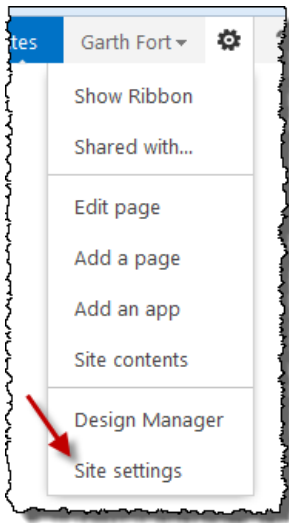 tes Garth Fort
Show Ribbon
Shared with...
Edit page
Add a page
Add an app
Site contents
Design Manager
Site settings